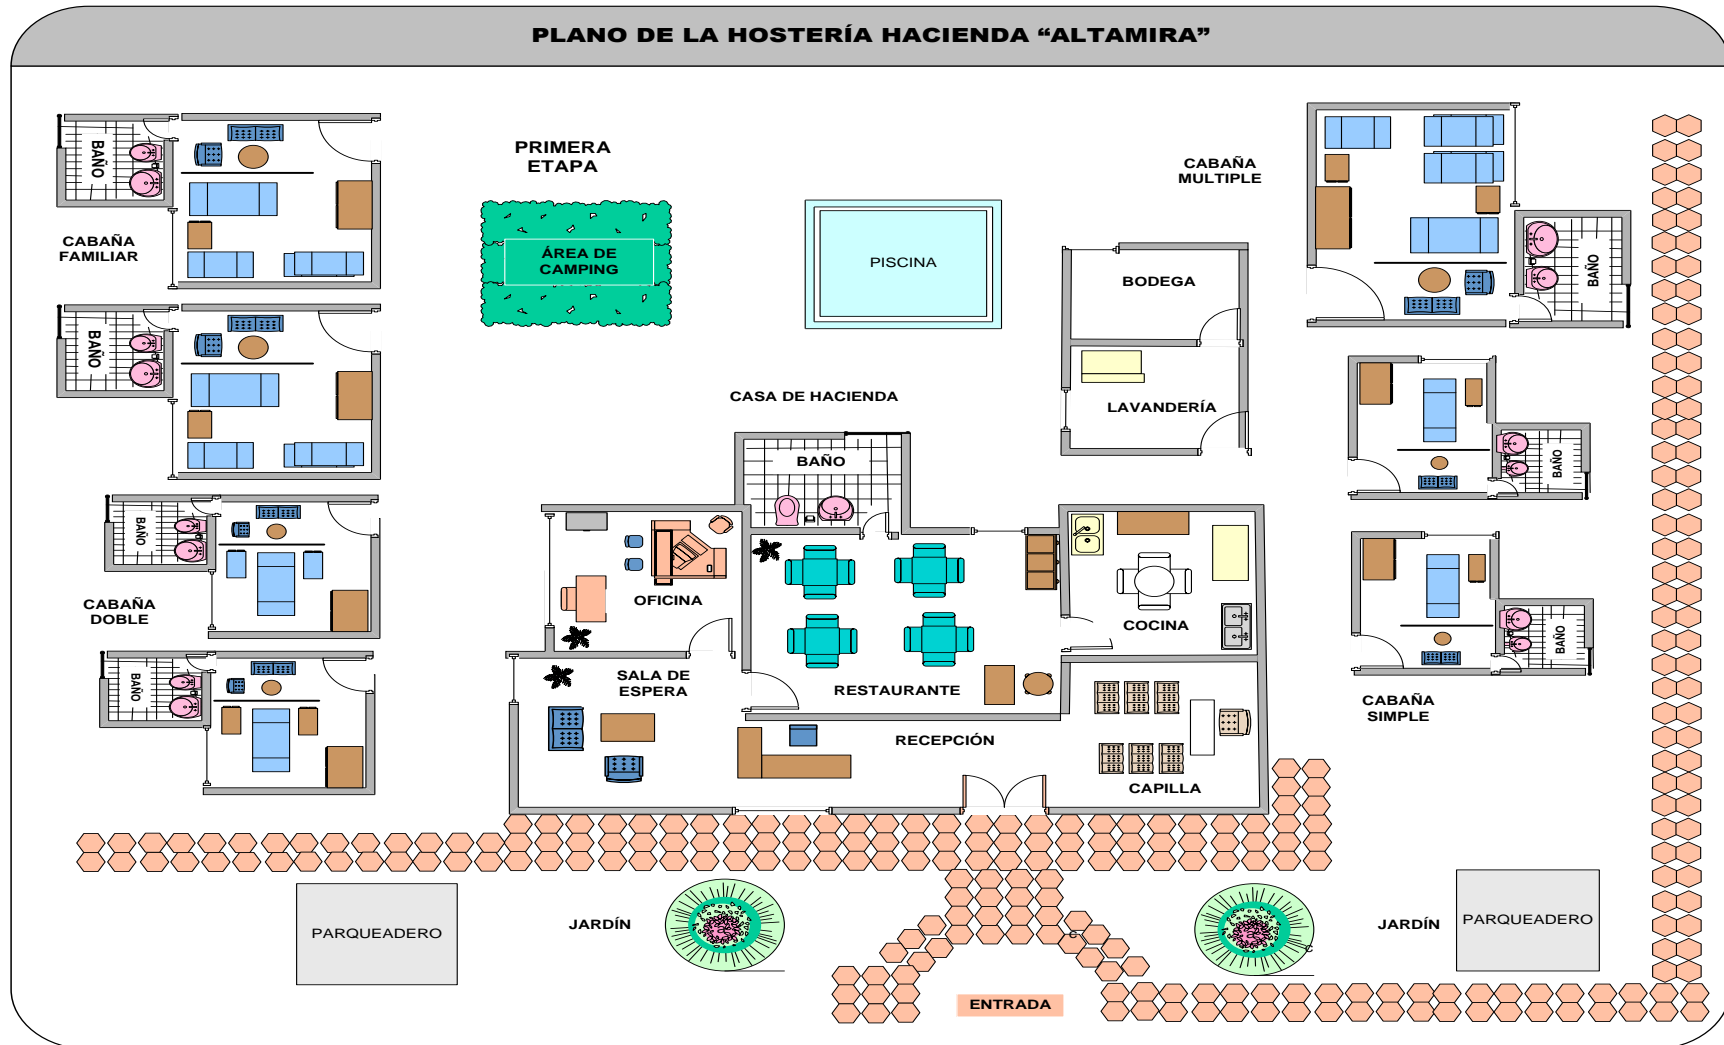 PLANO DE LA HOSTERÍA HACIENDA “ALTAMIRA”
BAÑO
CABAÑA
FAMILIAR
BAÑO
BAÑO
CABAÑA
DOBLE
BAÑO
PRIMERA
ETAPA
ÁREA DE
CAMPING
PISCINA
CABAÑA
MULTIPLE
BAÑO
BODEGA
LAVANDERÍA
CASA DE HACIENDA
BAÑO
BAÑO
OFICINA
COCINA
SALA DE
ESPERA
RESTAURANTE
BAÑO
CABAÑA
SIMPLE
RECEPCIÓN
CAPILLA
PARQUEADERO
JARDÍN
JARDÍN
PARQUEADERO
ENTRADA